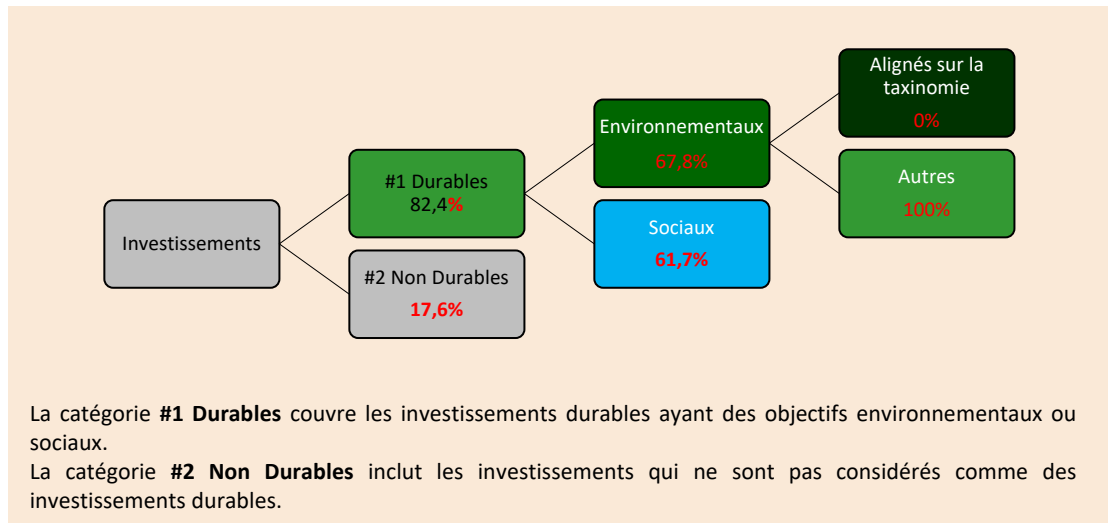 Investissements
#1 Durables
82,4%
#2 Non Durables
17,6%
Environnementaux
67,8%
Sociaux
61,7%
Alignés sur la
taxinomie
0%
Autres
100%
La catégorie #1 Durables couvre les investissements durables ayant des objectifs environnementaux ou
sociaux.
La catégorie #2 Non Durables inclut les investissements qui ne sont pas considérés comme des
investissements durables.